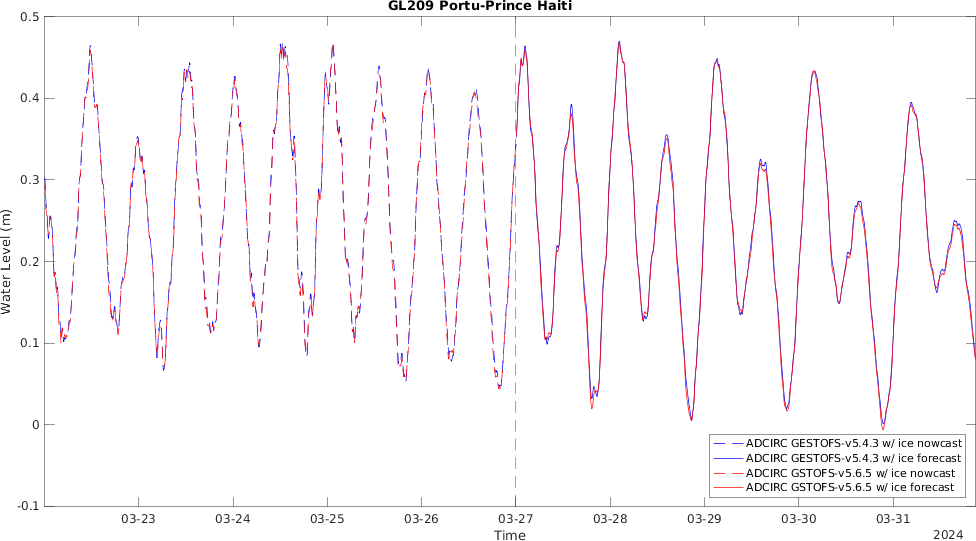 GL209 Portu-Prince Haiti
0.5
0.4
0.3
0.2
0.1
0
-0.1
Water Level (m)
03-23 03-24 03-25 03-26 03-27 03-28 03-29 03-30 03-31
Time
2024
ADCIRC GESTOFS-v5.4.3 w/ ice nowcast
ADCIRC GESTOFS-v5.4.3 w/ ice forecast
ADCIRC GSTOFS-v5.6.5 w/ ice nowcast
ADCIRC GSTOFS-v5.6.5 w/ ice forecast